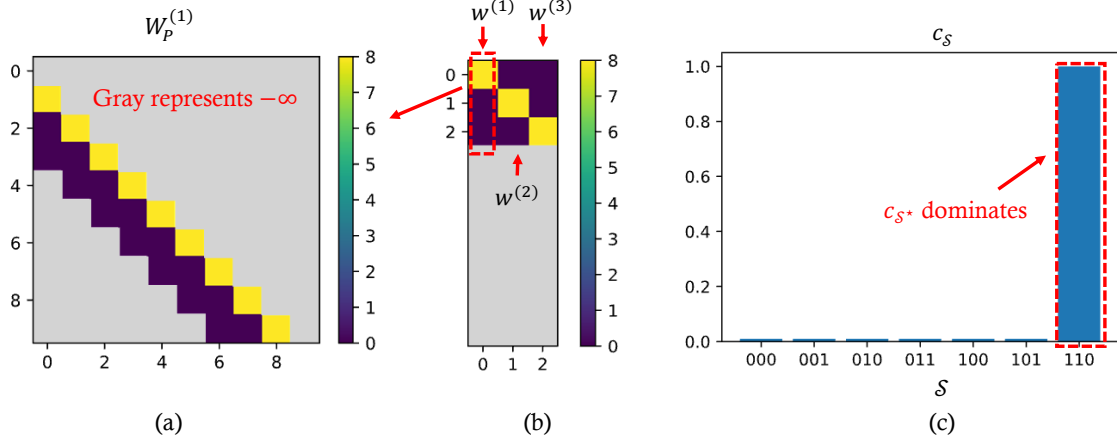 W_P^{(1)}
Gray represents −∞
0
2
4
6
8
0 2 4 6 8
8
7
6
5
4
3
2
1
0
(a)
w^{(1)} w^{(3)}
0
1
2
w^{(2)}
0 1 2
8
7
6
5
4
3
2
1
0
(b)
c_𝒮
1.0
0.8
0.6
0.4
0.2
0.0
c_{𝒮⋆} dominates
000 001 010 011 100 101 110
𝒮
(c)